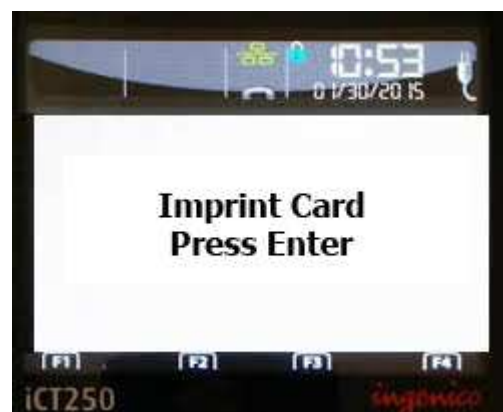 10:53
01/30/2015
Imprint Card
Press Enter
F1 F2 F3 F4
iCT250 ingenico